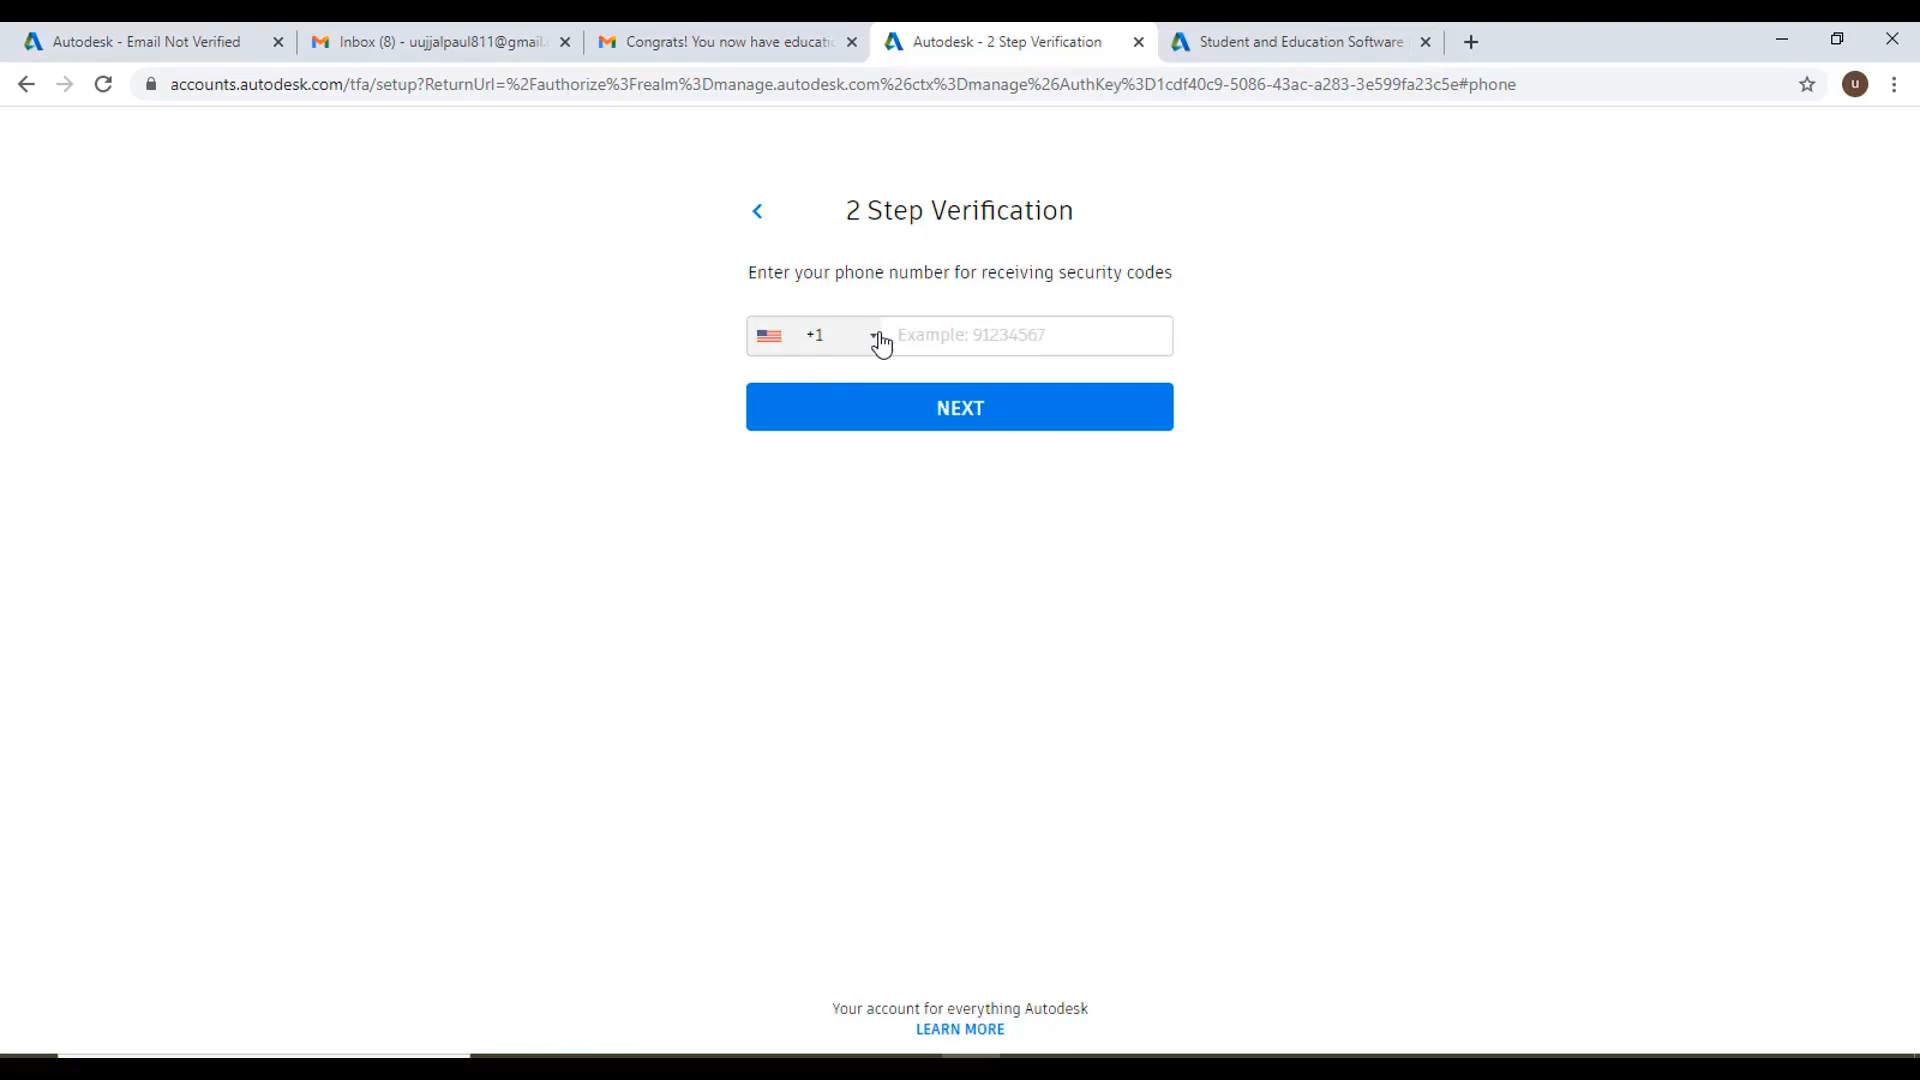 Autodesk - Email Not Verified
Inbox (8) - uujjalpaul811@gmail.
Congrats! You now have educati
Autodesk - 2 Step Verification
Student and Education Software
accounts.autodesk.com/tfa/setup?ReturnUrl=%2Fauthorize%3Frealm%3Dmanage.autodesk.com%26ctx%3Dmanage%26AuthKey%3D1cdf40c9-5086-43ac-a283-3e599fa23c5e#phone
u
2 Step Verification
Enter your phone number for receiving security codes
+1
Example: 91234567
NEXT
Your account for everything Autodesk
LEARN MORE